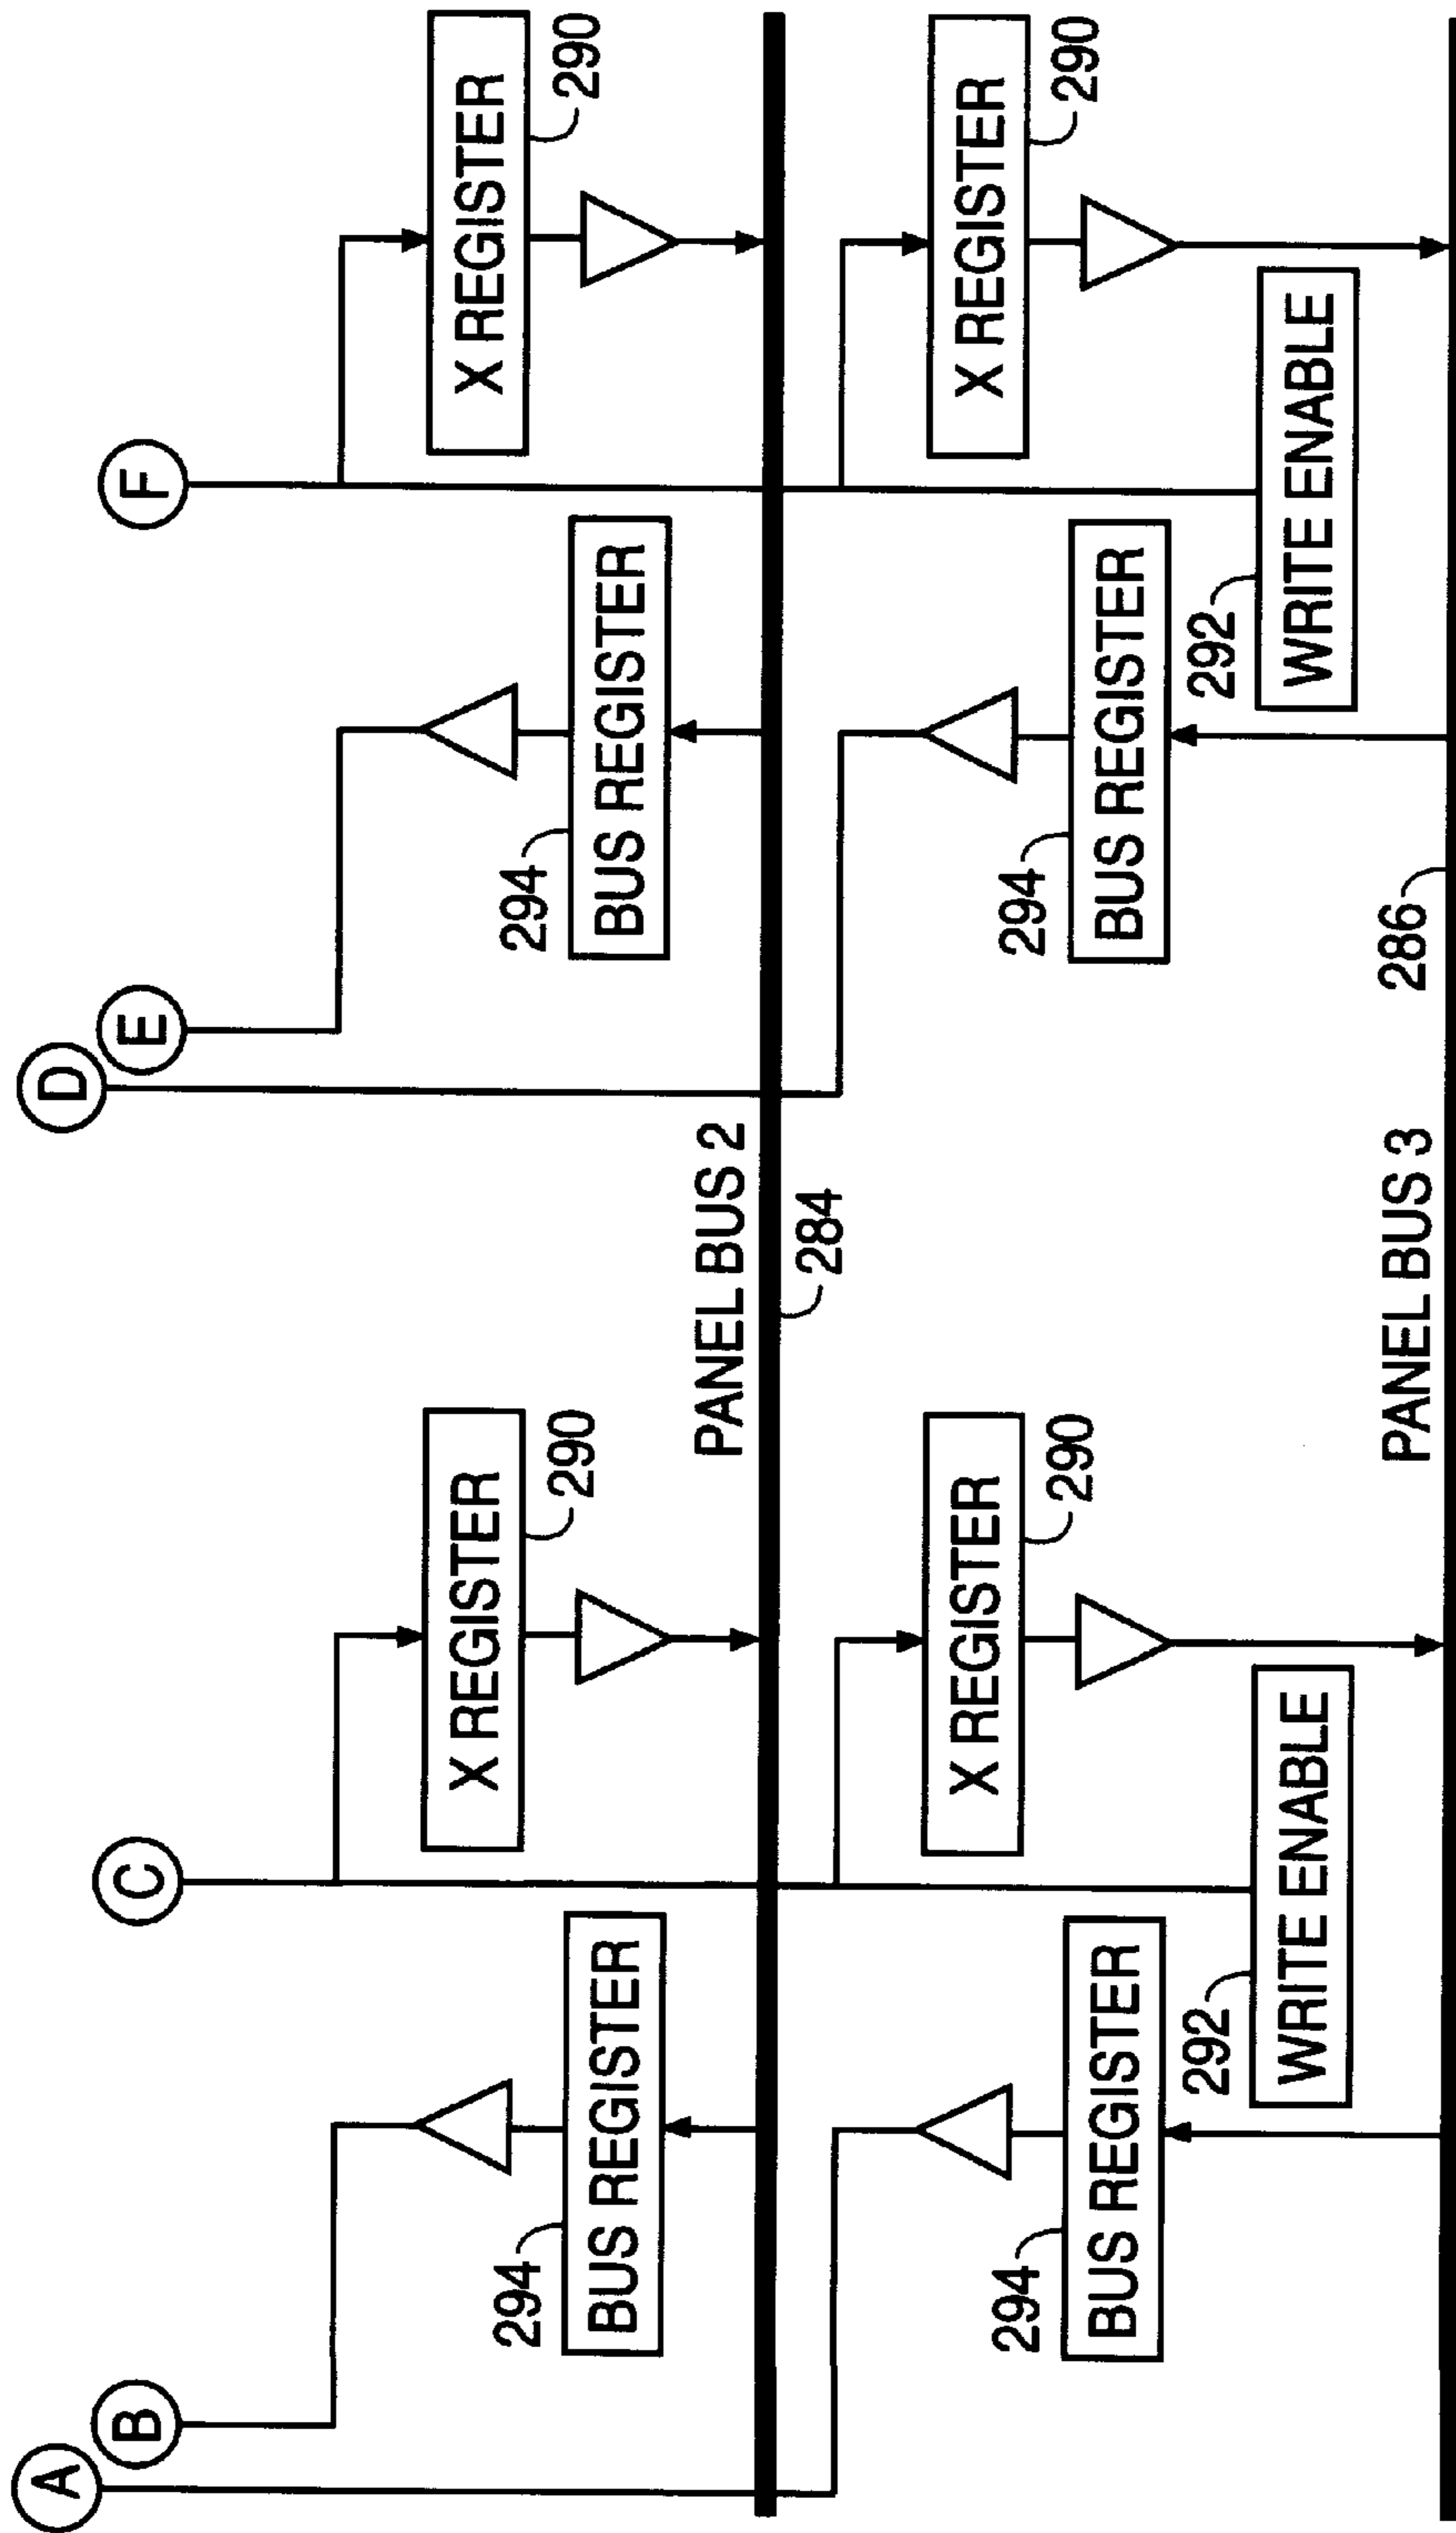 A
B
C
D
E
F
X REGISTER
290
X REGISTER
290
294
BUS REGISTER
294
BUS REGISTER
PANEL BUS 2
284
X REGISTER
290
X REGISTER
290
294
BUS REGISTER
294
BUS REGISTER
292
WRITE ENABLE
292
WRITE ENABLE
PANEL BUS 3
286